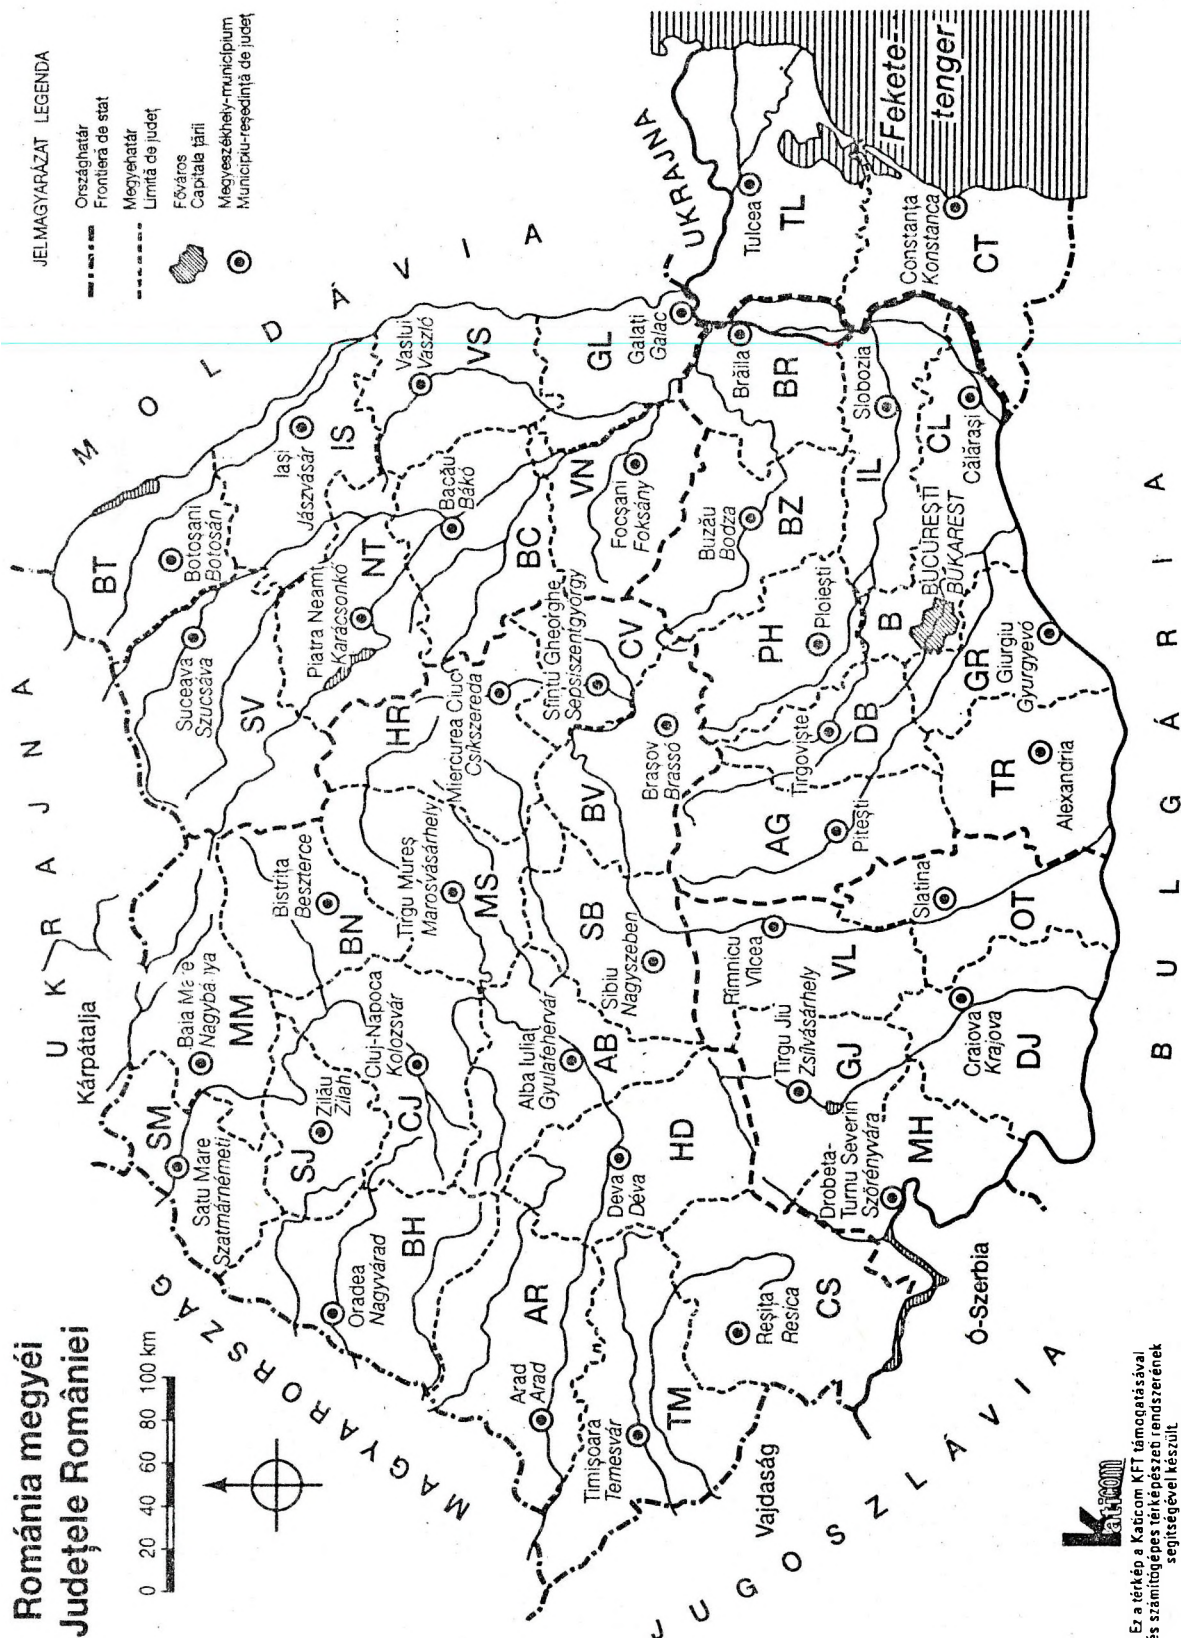 Románia megyéi
Județele României
0 20 40 60 80 100 km
JELMAGYARÁZAT LEGENDA
Országhatár
Frontieră de stat
Megyehatár
Limită de județ
Főváros
Capitala țării
Megyeszékhely-municípium
Municipiu-reședință de județ
UKRAJNA
Kárpátalja
MOLDÁVIA
UKRAJNA
MAGYARORSZÁG
JUGOSZLÁVIA
Vajdaság
Ó-Szerbia
BULGÁRIA
Fekete-
tenger
SM
Satu Mare
Szatmárnémeti
MM
Nagybánya
SV
Suceava
Szucsáva
BT
Botoșani
Botosán
IS
Iași
Jászvásár
SJ
Zilău
Zilah
BN
Bistrița
Beszterce
NT
Piatra Neamț
Karácsonkő
VS
Vaslui
Vaszló
BH
Oradea
Nagyvárad
CJ
Cluj-Napoca
Kolozsvár
MS
Tîrgu Mureș
Marosvásárhely
HR
Miercurea Ciuc
Csíkszereda
BC
Bacău
Bákó
AR
Arad
Arad
AB
Alba Iulia
Gyulafehérvár
SB
Sibiu
Nagyszeben
BV
Brașov
Brassó
CV
Sfîntu Gheorghe
Sepsiszentgyörgy
VN
Focșani
Foksány
GL
Galați
Galac
TM
Timișoara
Temesvár
HD
Deva
Déva
CS
Reșița
Resica
GJ
Tîrgu Jiu
Zsílvásárhely
VL
Rîmnicu
Vîlcea
AG
Pitești
DB
Tîrgoviște
PH
Ploiești
BZ
Buzău
Bodza
BR
Brăila
TL
Tulcea
MH
Drobeta-
Turnu Severin
Szörényvára
DJ
Craiova
Krajova
OT
Slatina
TR
Alexandria
GR
Giurgiu
Gyurgyevó
B
BUCUREȘTI
BUKAREST
IL
Slobozia
CL
Călărași
CT
Constanța
Konstanca
Katicom
Ez a térkép a Katicom KFT támogatásával
és számítógépes térképészeti rendszerének
segítségével készült.